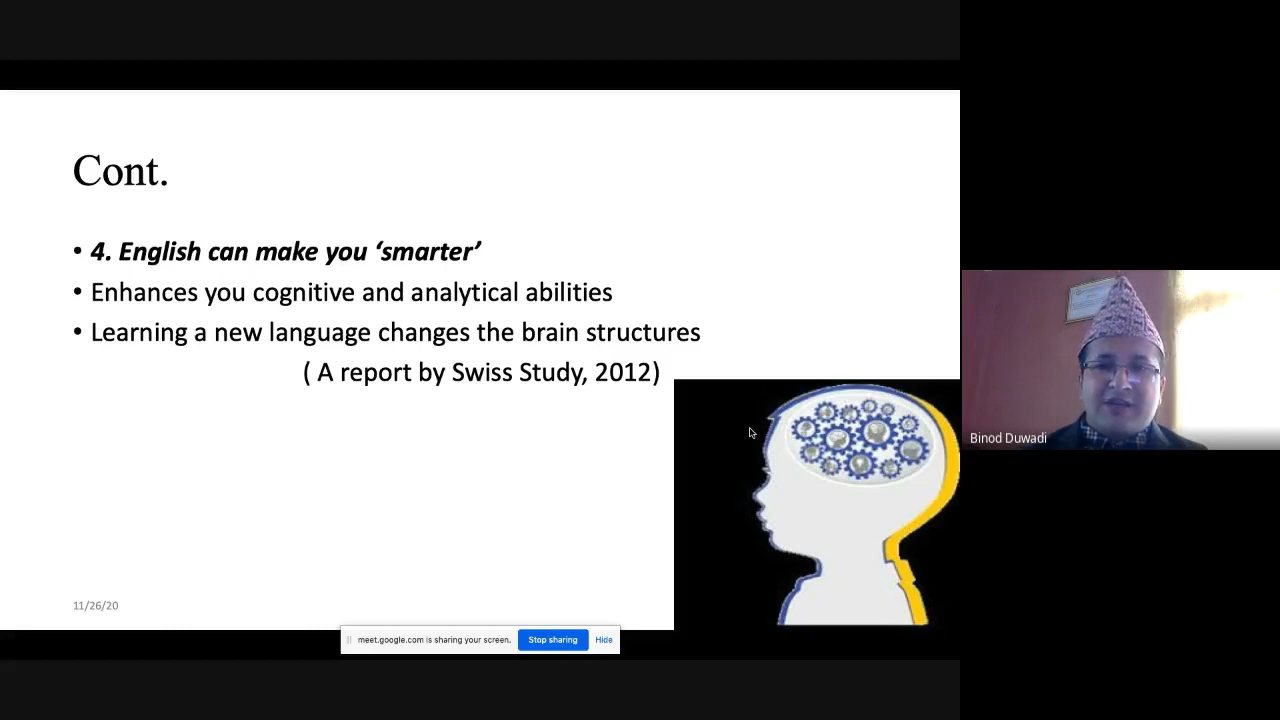 Cont.
• 4. English can make you ‘smarter’
• Enhances you cognitive and analytical abilities
• Learning a new language changes the brain structures
( A report by Swiss Study, 2012)
11/26/20
meet.google.com is sharing your screen. Stop sharing Hide
Binod Duwadi